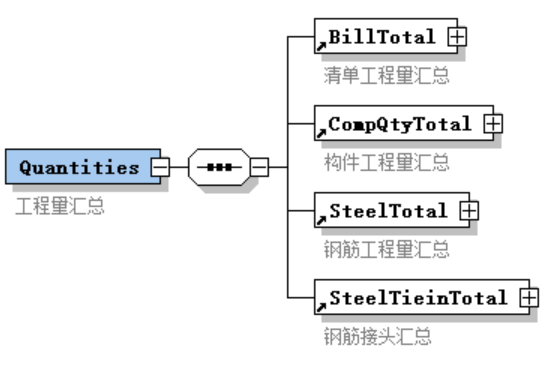 BillTotal
清单工程量汇总
CompQtyTotal
构件工程量汇总
Quantities
工程量汇总
SteelTotal
钢筋工程量汇总
SteelTieinTotal
钢筋接头汇总